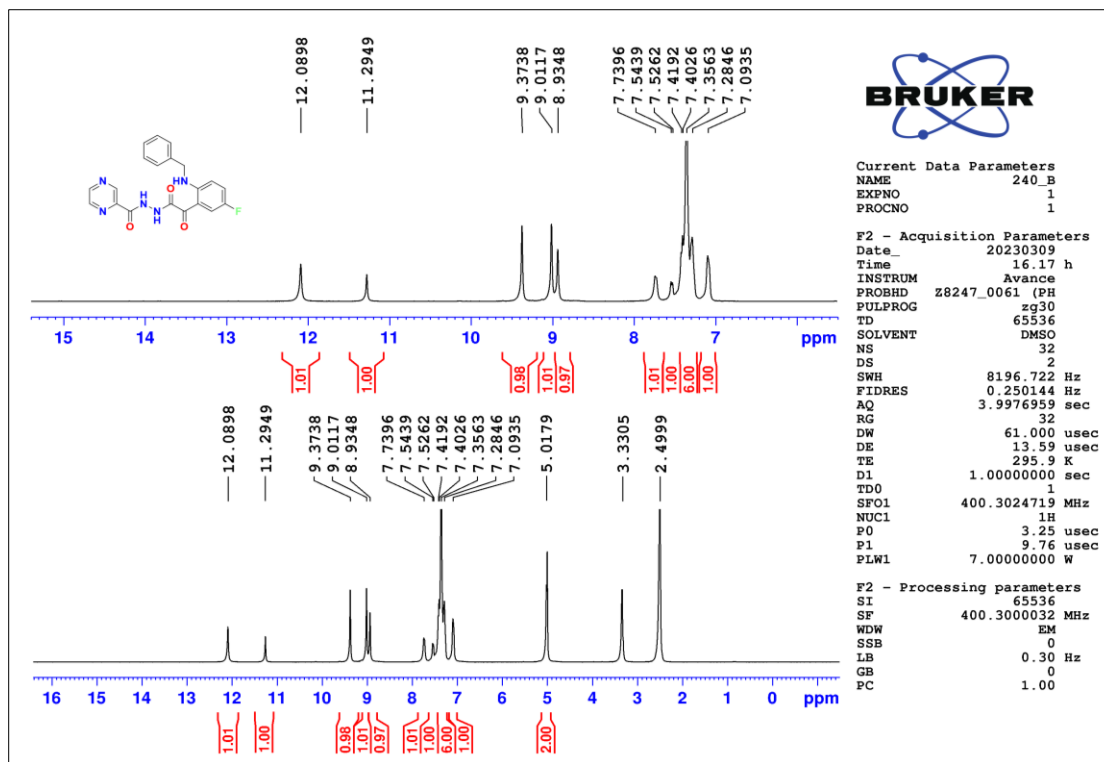 12.0898
11.2949
9.3738
9.0117
8.9348
7.7396
7.5439
7.5262
7.4192
7.4026
7.3563
7.2846
7.0935
N
N
O
H
N
N
H
O
O
HN
F
15 14 13 12 11 10 9 8 7 ppm
1.01
1.00
0.98
1.01
0.97
1.01
1.00
6.00
1.00
12.0898
11.2949
9.3738
9.0117
8.9348
7.7396
7.5439
7.5262
7.4192
7.4026
7.3563
7.2846
7.0935
5.0179
3.3305
2.4999
16 15 14 13 12 11 10 9 8 7 6 5 4 3 2 1 0 ppm
1.01
1.00
0.98
1.01
0.97
1.01
1.00
6.00
1.00
2.00
BRUKER
Current Data Parameters
NAME 240_B
EXPNO 1
PROCNO 1
F2 - Acquisition Parameters
Date_ 20230309
Time 16.17 h
INSTRUM Avance
PROBHD Z8247_0061 (PH
PULPROG zg30
TD 65536
SOLVENT DMSO
NS 32
DS 2
SWH 8196.722 Hz
FIDRES 0.250144 Hz
AQ 3.9976959 sec
RG 32
DW 61.000 usec
DE 13.59 usec
TE 295.9 K
D1 1.00000000 sec
TD0 1
SFO1 400.3024719 MHz
NUC1 1H
P0 3.25 usec
P1 9.76 usec
PLW1 7.00000000 W
F2 - Processing parameters
SI 65536
SF 400.3000032 MHz
WDW EM
SSB 0
LB 0.30 Hz
GB 0
PC 1.00